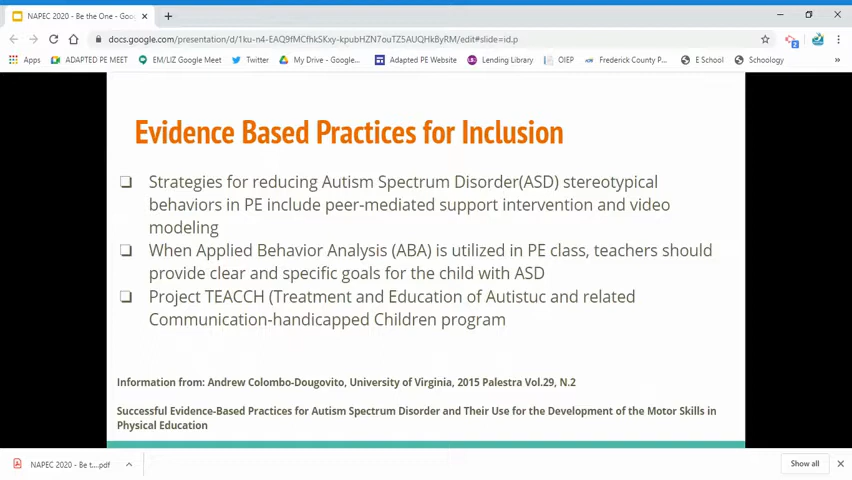 NAPEC 2020 - Be the One - Goo
docs.google.com/presentation/d/1ku-n4-EAQ9fMCfhkSKxy-kpubHZN7ouTZ5AUQHkByRM/edit#slide=id.p
Apps ADAPTED PE MEET EM/LIZ Google Meet Twitter My Drive - Google... Adapted PE Website Lending Library OIEP Frederick County P... E School Schoology
Evidence Based Practices for Inclusion
Strategies for reducing Autism Spectrum Disorder(ASD) stereotypical
behaviors in PE include peer-mediated support intervention and video
modeling
When Applied Behavior Analysis (ABA) is utilized in PE class, teachers should
provide clear and specific goals for the child with ASD
Project TEACCH (Treatment and Education of Autistuc and related
Communication-handicapped Children program
Information from: Andrew Colombo-Dougovito, University of Virginia, 2015 Palestra Vol.29, N.2
Successful Evidence-Based Practices for Autism Spectrum Disorder and Their Use for the Development of the Motor Skills in
Physical Education
NAPEC 2020 - Be t....pdf
Show all